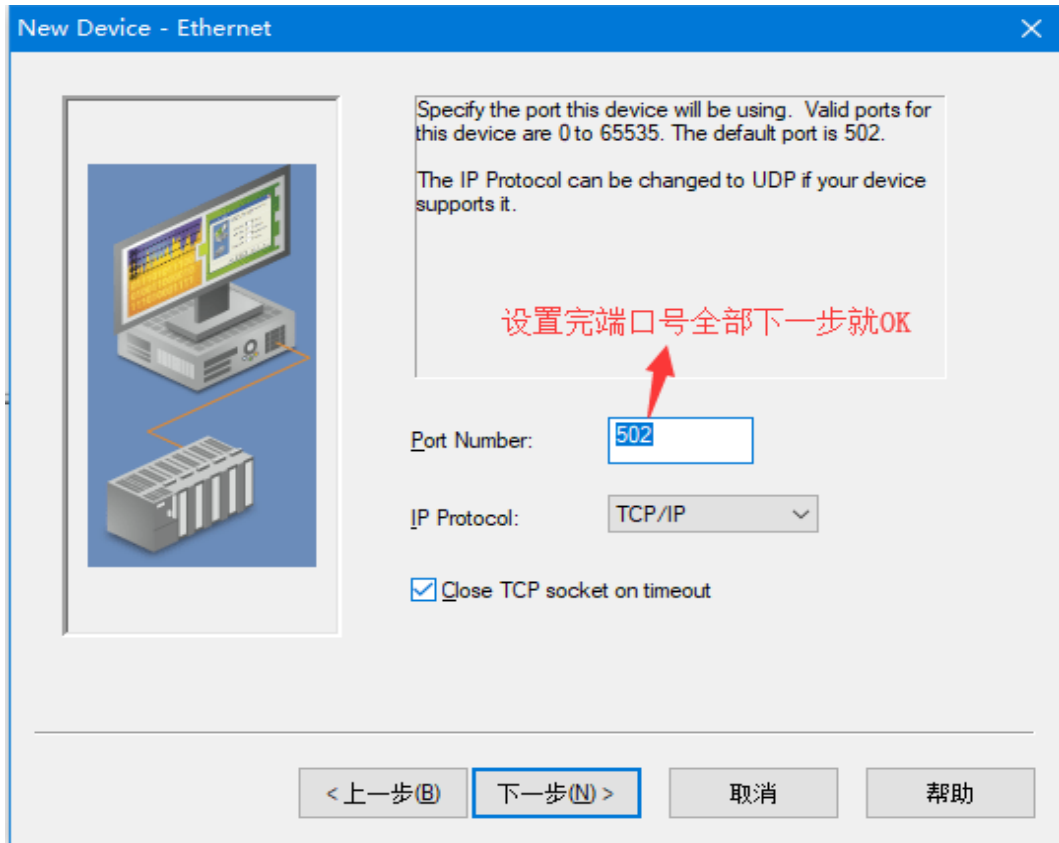 New Device - Ethernet
Specify the port this device will be using. Valid ports for
this device are 0 to 65535. The default port is 502.
The IP Protocol can be changed to UDP if your device
supports it.
设置完端口号全部下一步就OK
Port Number:
502
IP Protocol:
TCP/IP
Close TCP socket on timeout
<上一步(B)
下一步(N)>
取消
帮助